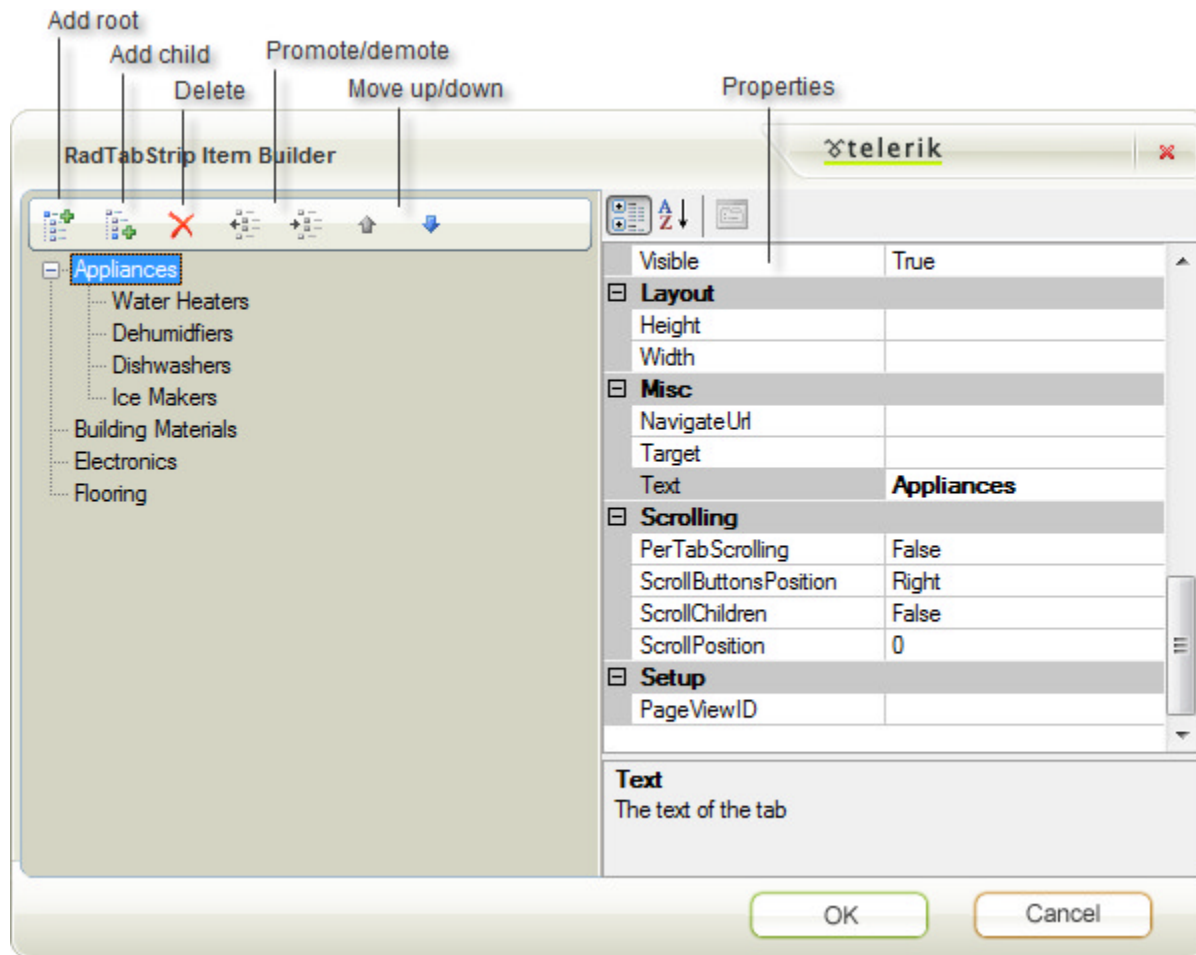 Add root
Add child
Promote/demote
Delete
Move up/down
Properties
RadTabStrip Item Builder
telerik
Appliances
Water Heaters
Dehumidfiers
Dishwashers
Ice Makers
Building Materials
Electronics
Flooring
A
Z
Visible True
Layout
Height
Width
Misc
NavigateUrl
Target
Text Appliances
Scrolling
PerTabScrolling False
ScrollButtonsPosition Right
ScrollChildren False
ScrollPosition 0
Setup
PageViewID
Text
The text of the tab
OK Cancel